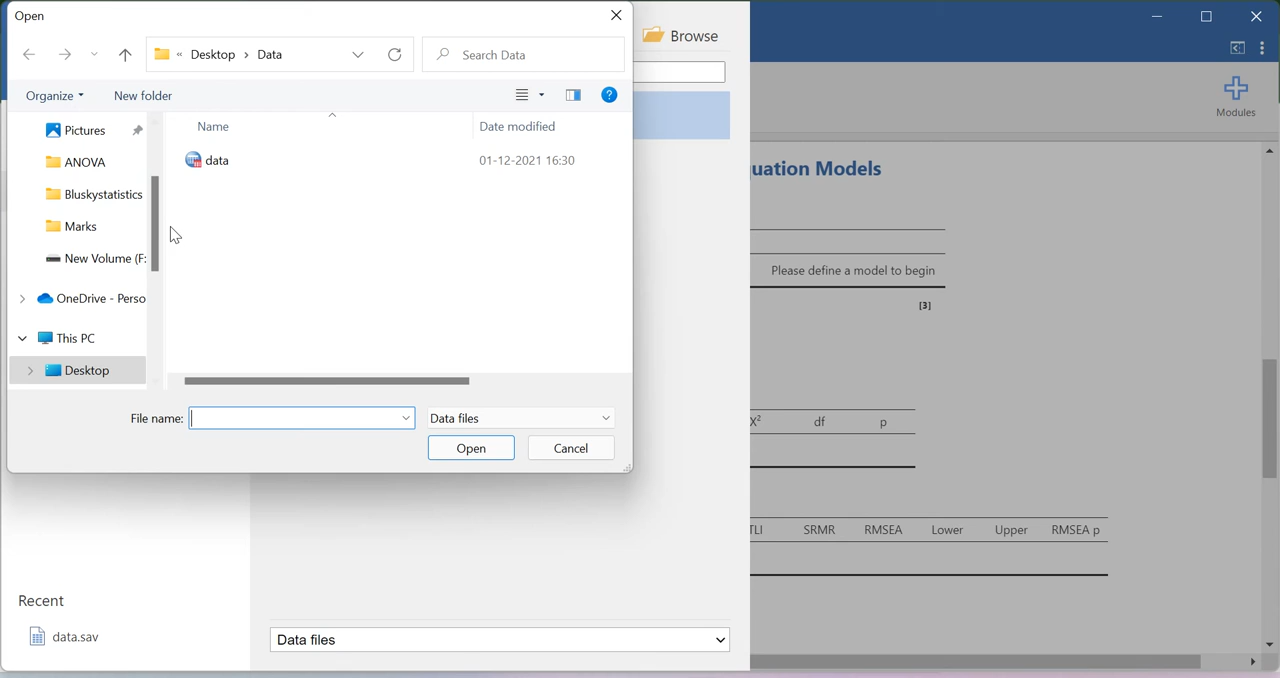 Open
Browse
« Desktop › Data
Search Data
Organize
New folder
Modules
Pictures
ANOVA
Bluskystatistics
Marks
New Volume (F:
OneDrive - Perso
This PC
Desktop
Name
Date modified
data
01-12-2021 16:30
File name:
Data files
Open
Cancel
uation Models
Please define a model to begin
[3]
X² df p
TLI SRMR RMSEA Lower Upper RMSEA p
Recent
data.sav
Data files